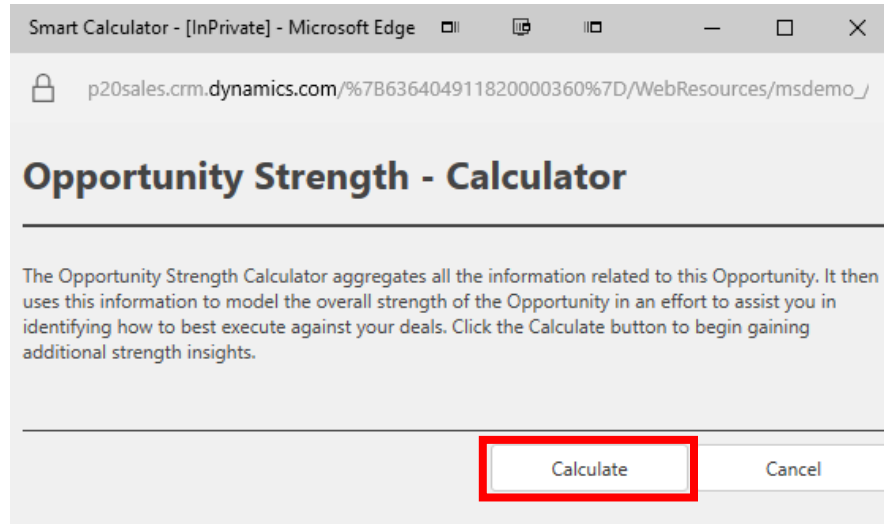 Smart Calculator - [InPrivate] - Microsoft Edge
p20sales.crm.dynamics.com/%7B636404911820000360%7D/WebResources/msdemo_/
Opportunity Strength - Calculator
The Opportunity Strength Calculator aggregates all the information related to this Opportunity. It then
uses this information to model the overall strength of the Opportunity in an effort to assist you in
identifying how to best execute against your deals. Click the Calculate button to begin gaining
additional strength insights.
Calculate Cancel